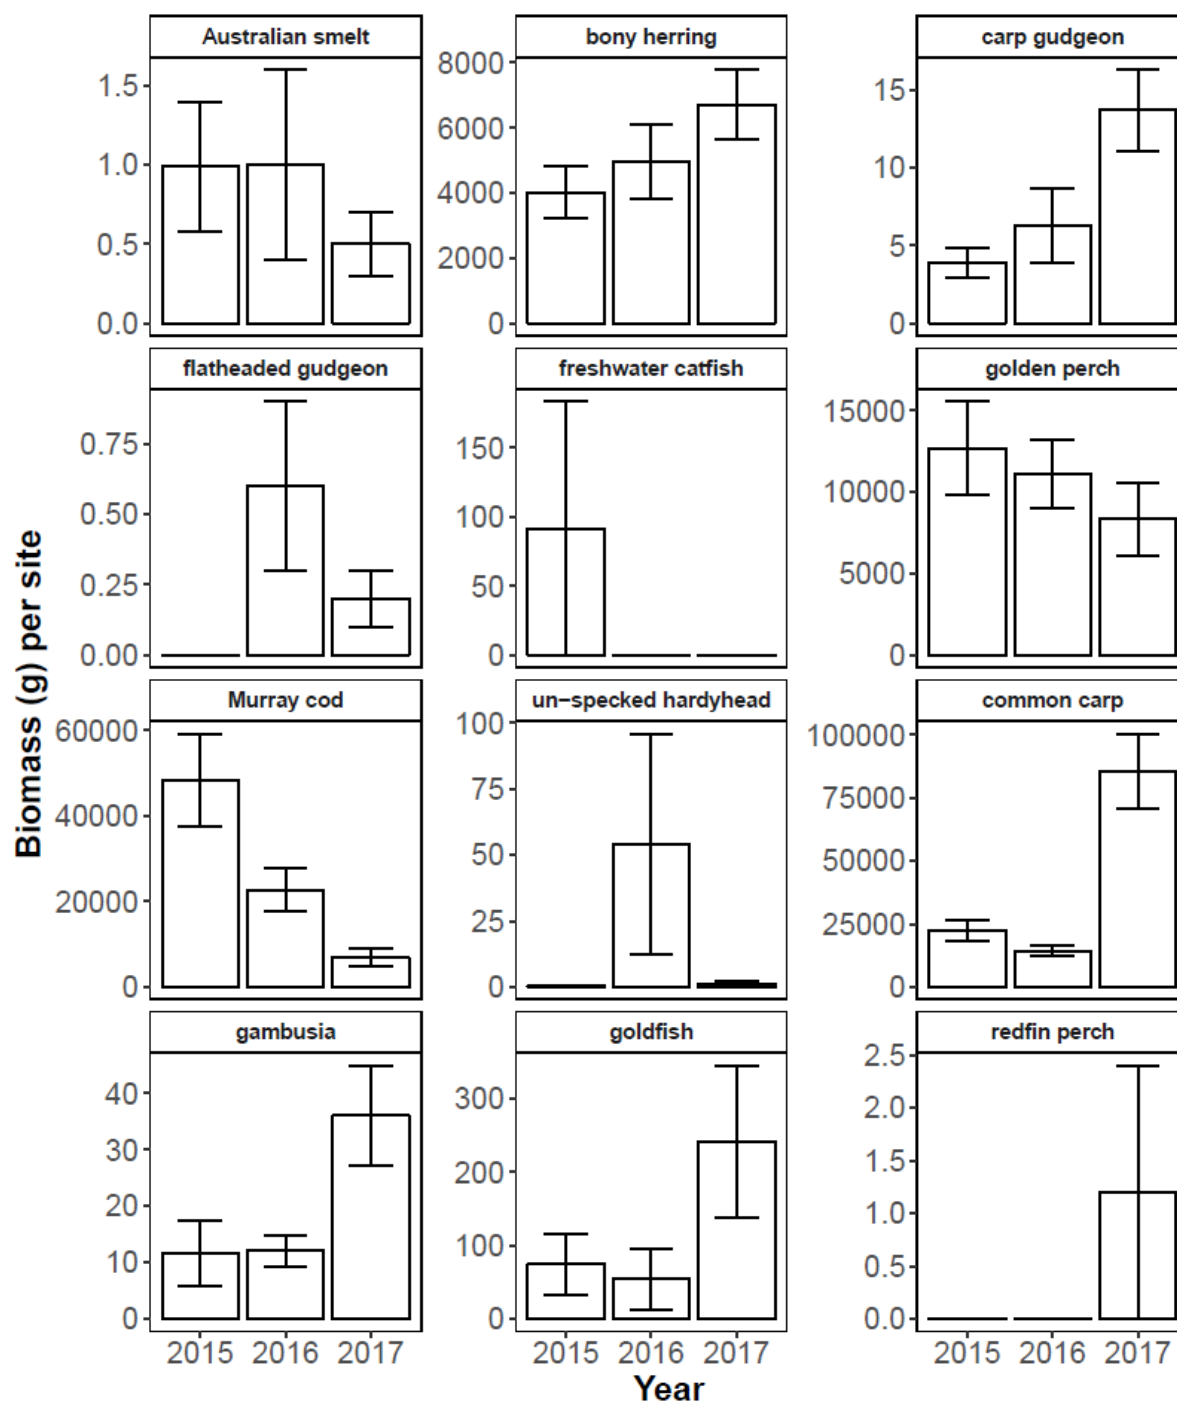 Australian smelt bony herring carp gudgeon
1.5 8000 15
1.0 6000 10
0.5 4000 5
0.0 2000 0
0
flatheaded gudgeon freshwater catfish golden perch
0.75 150 15000
0.50 100 10000
0.25 50 5000
0.00 0 0
Biomass (g) per site
Murray cod un−specked hardyhead common carp
60000 100 100000
40000 75 75000
20000 50 50000
0 25 25000
0 0
gambusia goldfish redfin perch
40 300 2.5
30 200 2.0
20 100 1.5
10 0 1.0
0 0.5
0.0
2015 2016 2017 2015 2016 2017 2015 2016 2017
Year